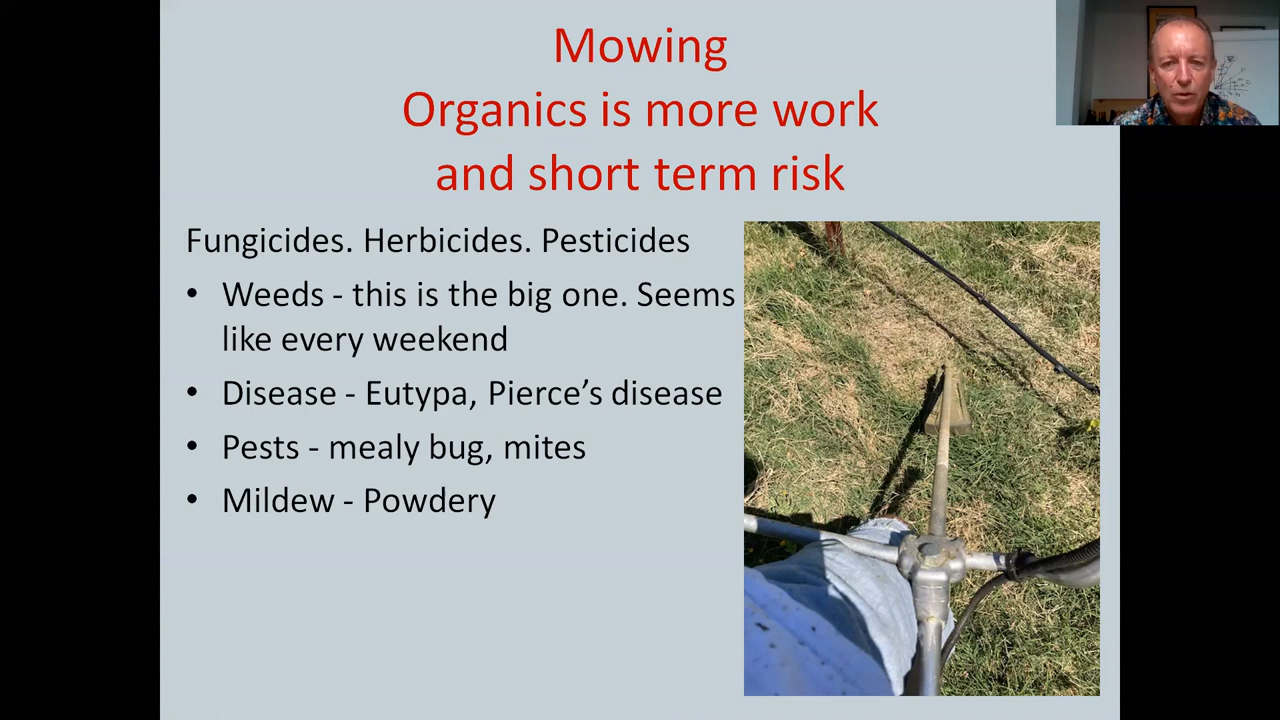 Mowing
Organics is more work
and short term risk
Fungicides. Herbicides. Pesticides
• Weeds - this is the big one. Seems
like every weekend
• Disease - Eutypa, Pierce’s disease
• Pests - mealy bug, mites
• Mildew - Powdery